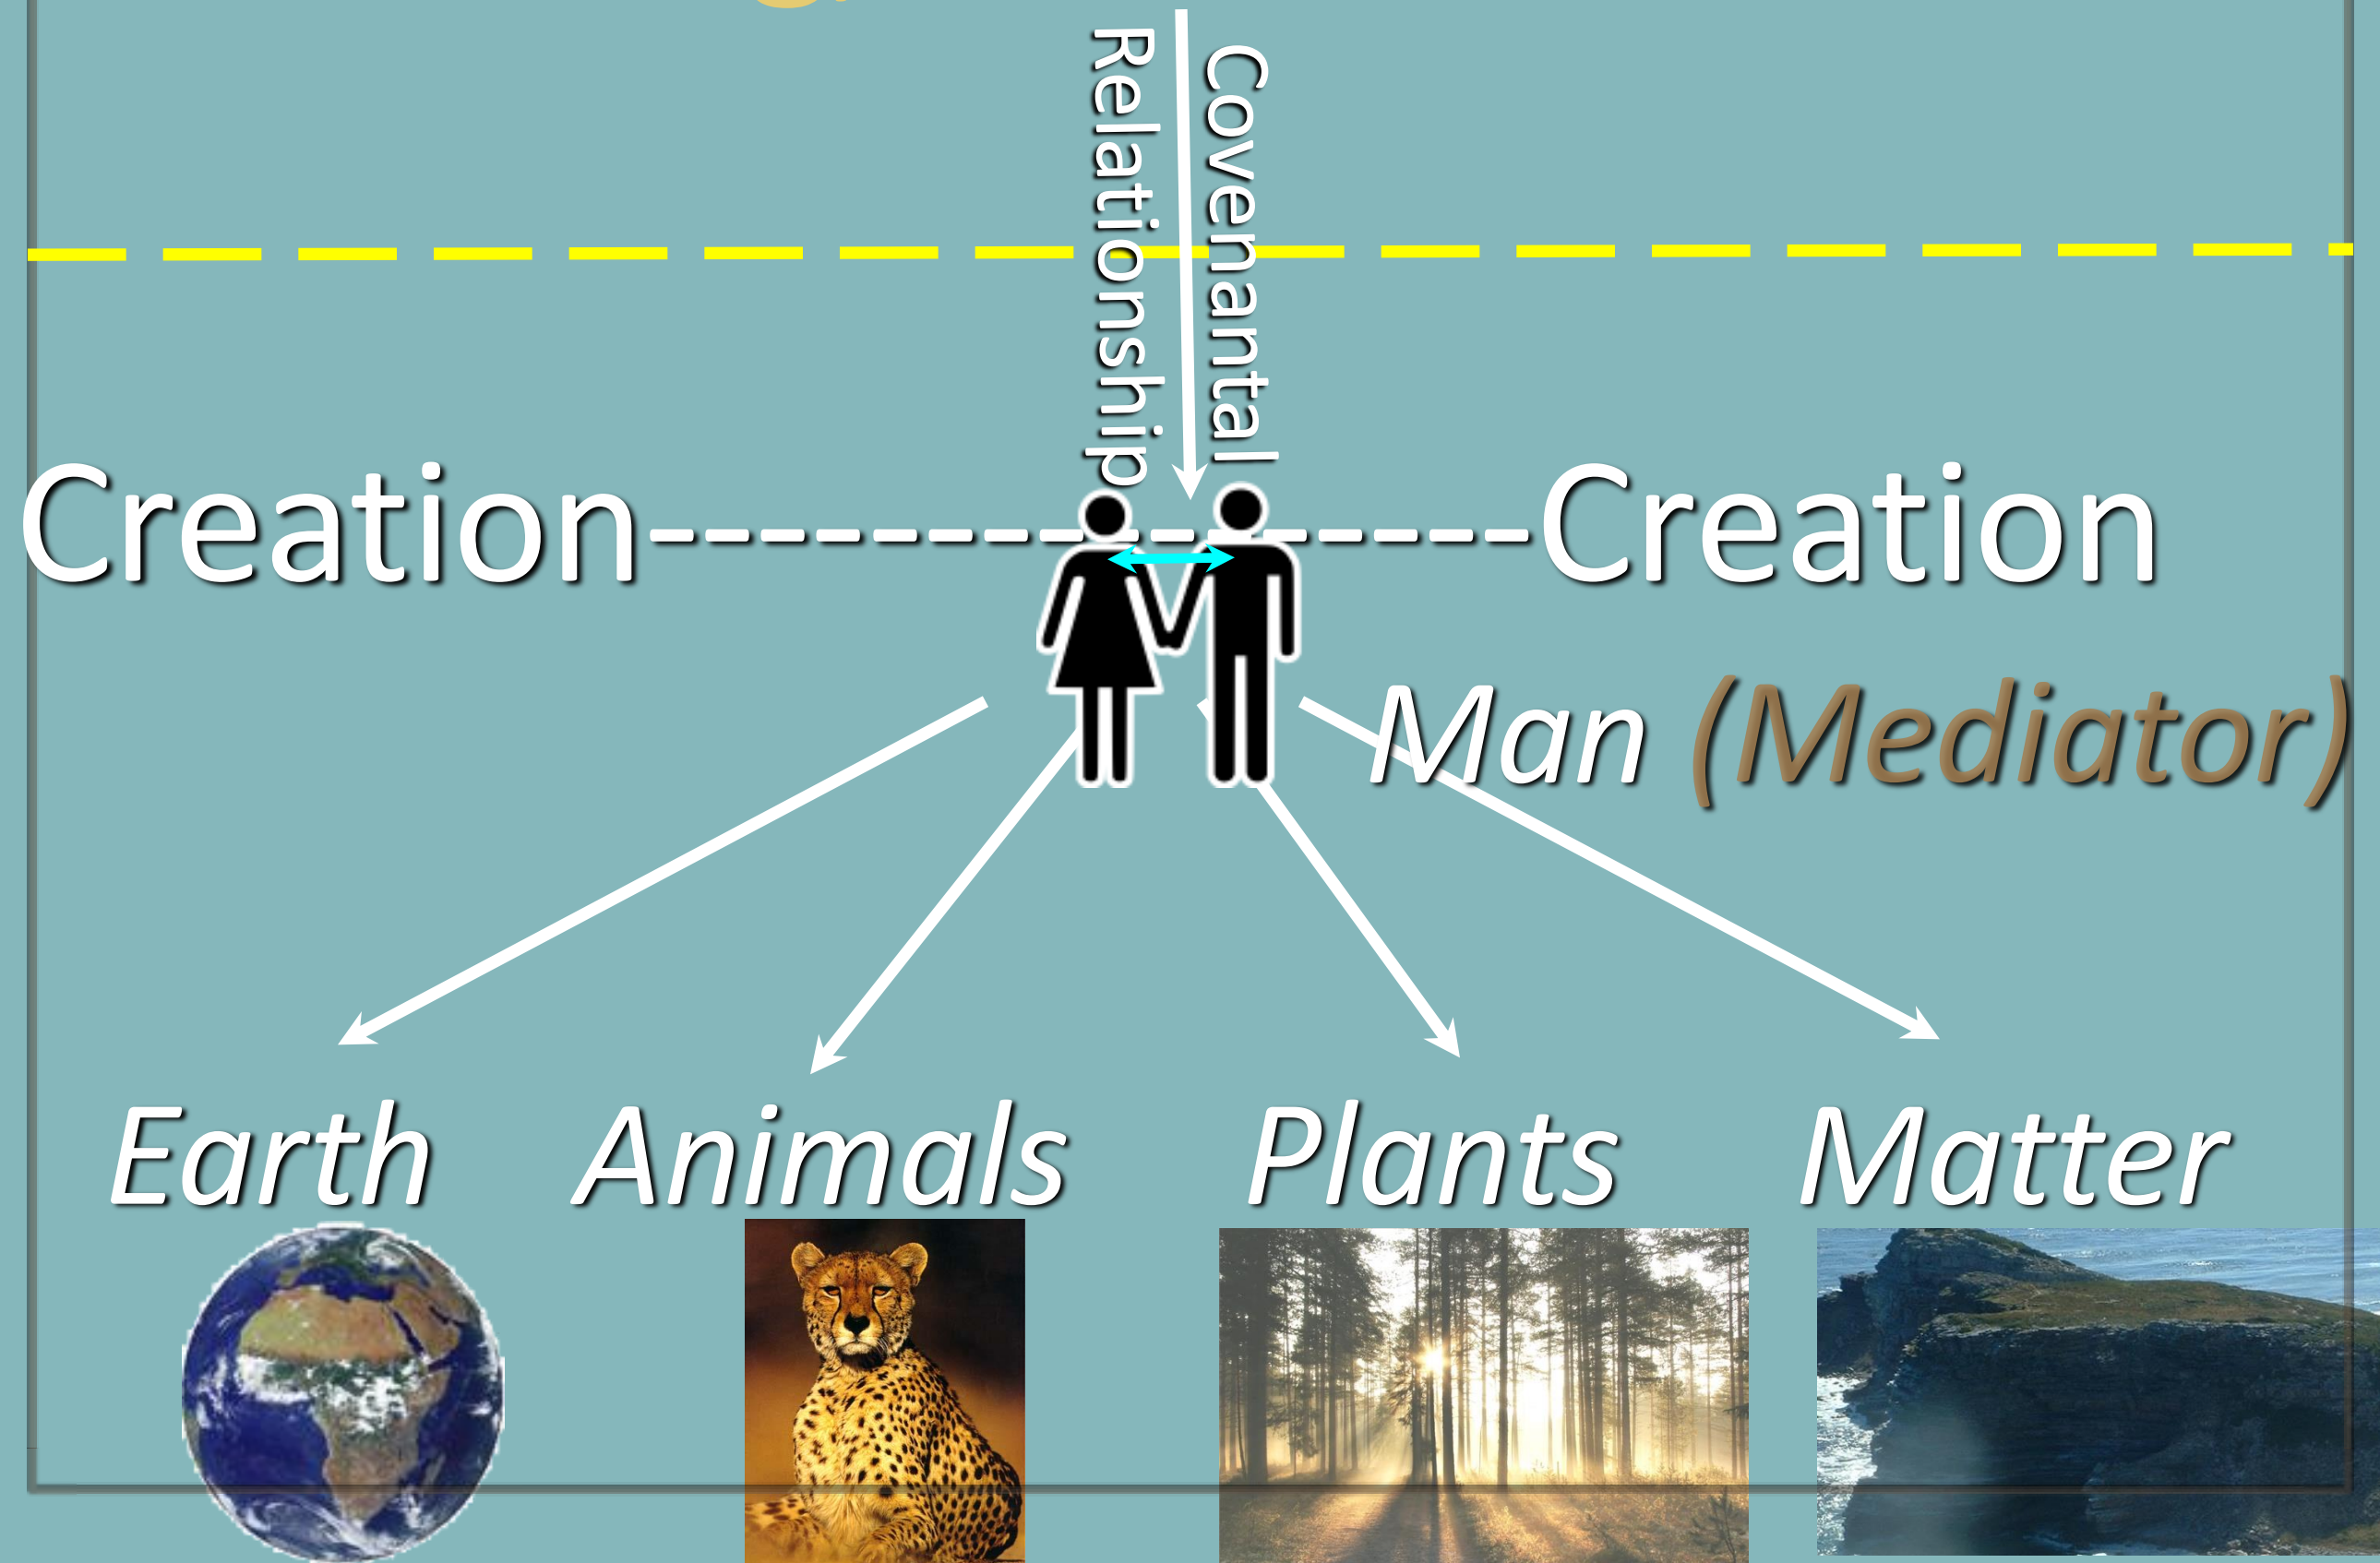 Covenantal
Relationship
Creation----------------Creation
Man (Mediator)
Earth Animals Plants Matter